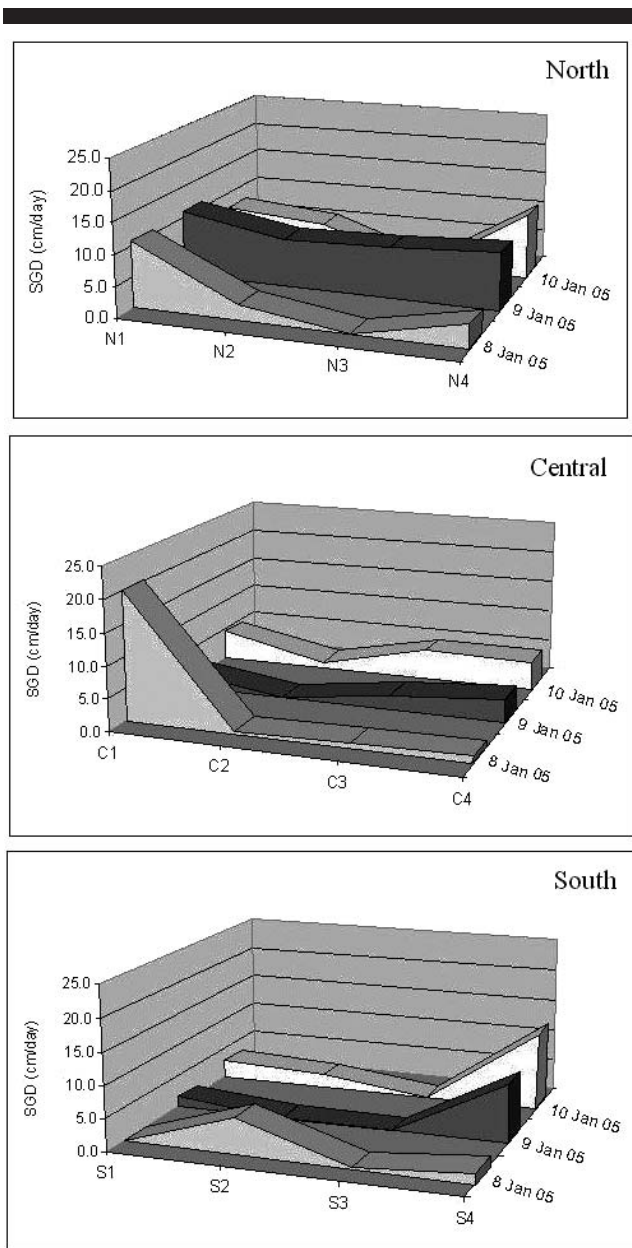 North
25.0
20.0
15.0
10.0
5.0
0.0
SGD (cm/day)
N1
N2
N3
N4
8 Jan 05
9 Jan 05
10 Jan 05
Central
25.0
20.0
15.0
10.0
5.0
0.0
SGD (cm/day)
C1
C2
C3
C4
8 Jan 05
9 Jan 05
10 Jan 05
South
25.0
20.0
15.0
10.0
5.0
0.0
SGD (cm/day)
S1
S2
S3
S4
8 Jan 05
9 Jan 05
10 Jan 05